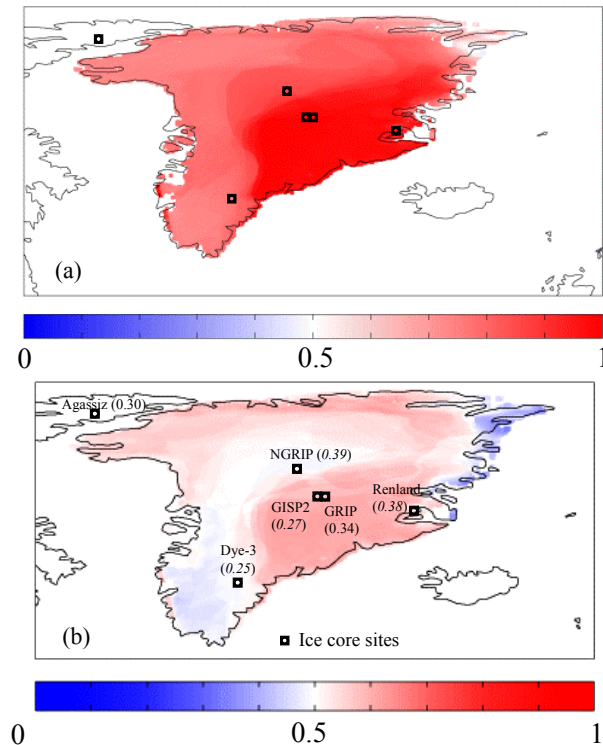 (a)
0 0.5 1
Agassiz (0.30)
NGRIP (0.39)
Renland
(0.38)
GISP2
(0.27)
GRIP
(0.34)
Dye-3
(0.25)
(b)
Ice core sites
0 0.5 1